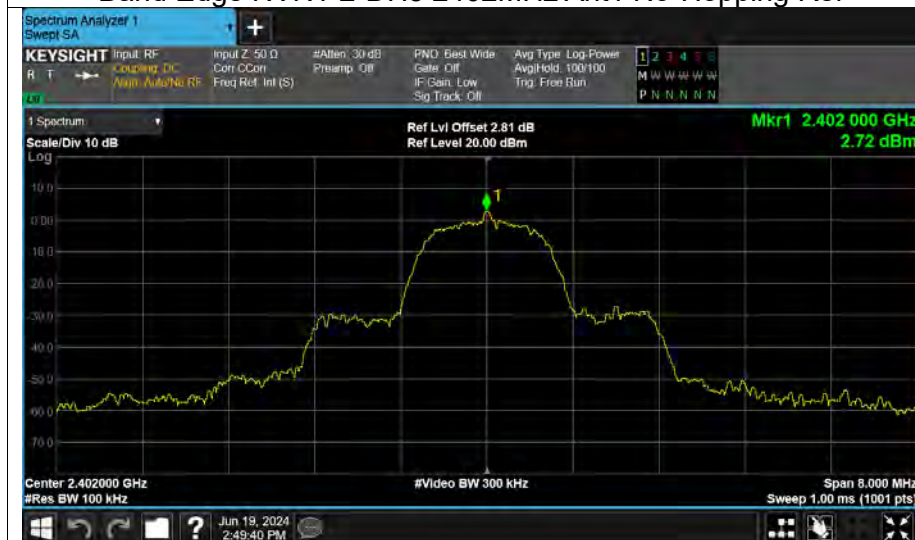 Spectrum Analyzer 1
Swept SA
KEYSIGHT Input: RF Input Z: 50 Ω #Atten: 30 dB PNO: Best Wide Avg Type: Log-Power 1 2 3 4 5 6
R T Coupling: DC Corr CCorr Preamp: Off Gate: Off Avg|Hold: 100/100 M W W W W W
Align: Auto/No RF Freq Ref: Int (S) IF Gain: Low Trig: Free Run
Sig Track: Off P N N N N N
1 Spectrum
Ref Lvl Offset 2.81 dB Mkr1 2.402 000 GHz
Scale/Div 10 dB Ref Level 20.00 dBm 2.72 dBm
Log
10.0
1
0.00
-10.0
-20.0
-30.0
-40.0
-50.0
-60.0
-70.0
Center 2.402000 GHz #Video BW 300 kHz Span 8.000 MHz
#Res BW 100 kHz Sweep 1.00 ms (1001 pts)
? Jun 19, 2024
2:49:40 PM